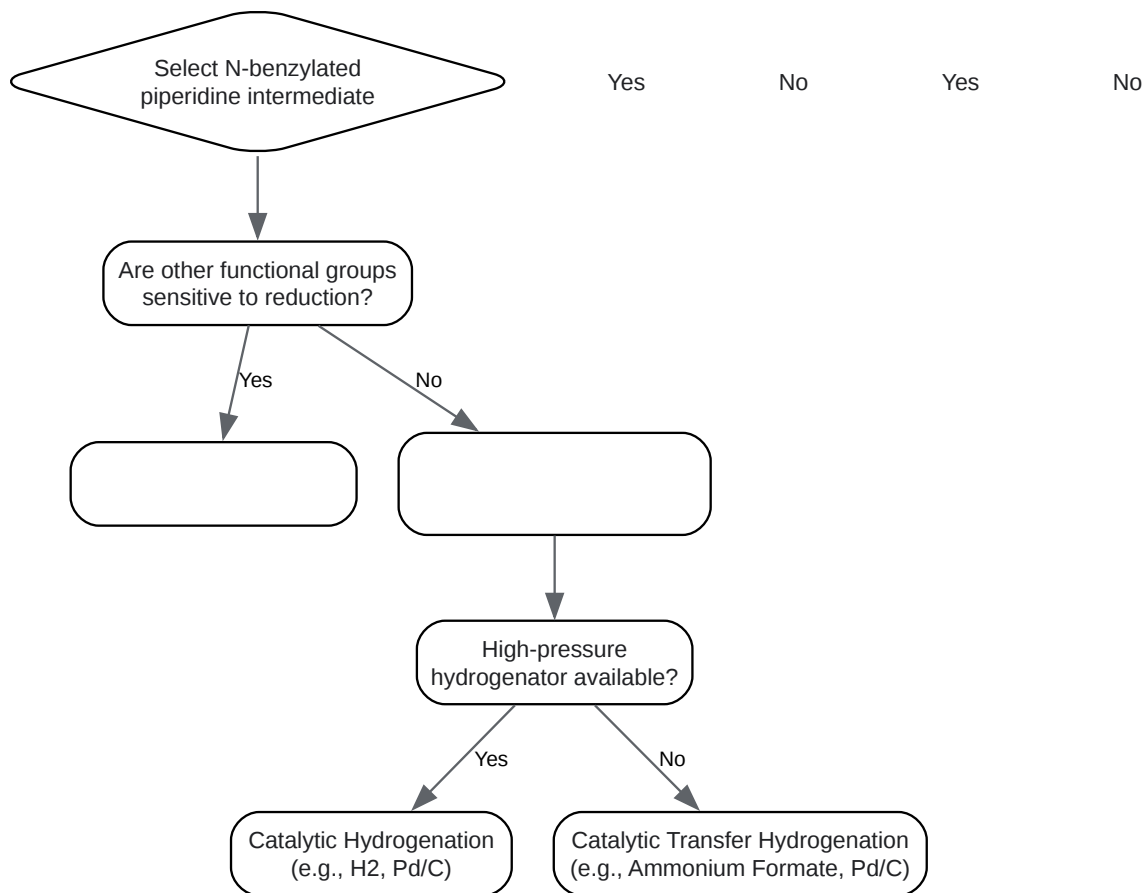 Select N-benzylated
piperidine intermediate
Yes
No
Yes
No
Are other functional groups
sensitive to reduction?
Yes
No
High-pressure
hydrogenator available?
Yes
No
Catalytic Hydrogenation
(e.g., H2, Pd/C)
Catalytic Transfer Hydrogenation
(e.g., Ammonium Formate, Pd/C)